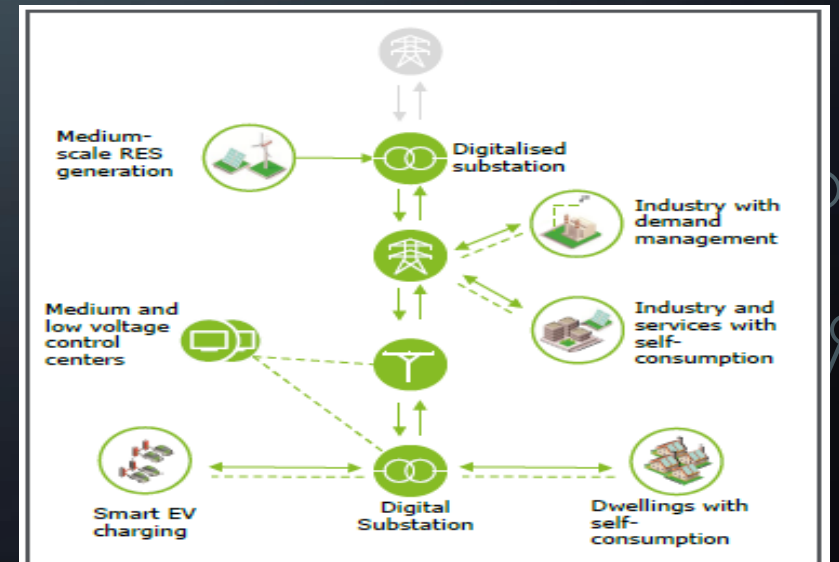 Medium-
scale RES
generation
Digitalised
substation
Industry with
demand
management
Medium and
low voltage
control
centers
Industry and
services with
self-
consumption
Smart EV
charging
Digital
Substation
Dwellings with
self-
consumption